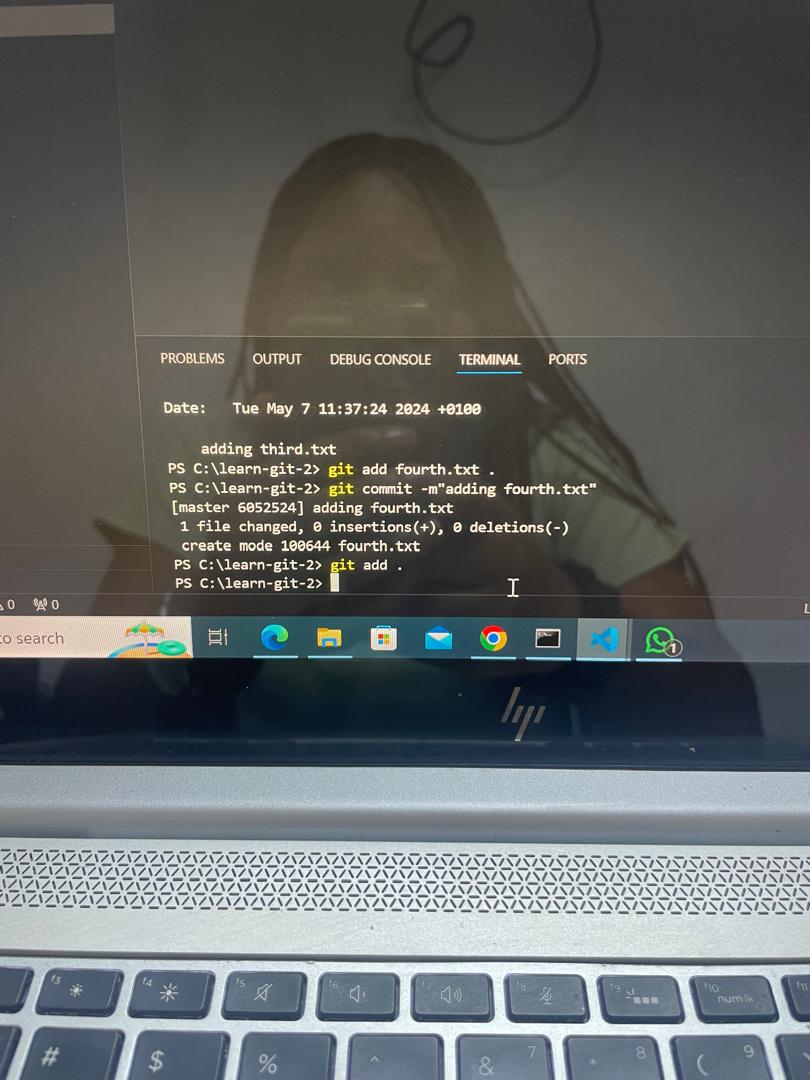 PROBLEMS OUTPUT DEBUG CONSOLE TERMINAL PORTS
Date:   Tue May 7 11:37:24 2024 +0100
adding third.txt
PS C:\learn-git-2> git add fourth.txt .
PS C:\learn-git-2> git commit -m"adding fourth.txt"
[master 6052524] adding fourth.txt
1 file changed, 0 insertions(+), 0 deletions(-)
create mode 100644 fourth.txt
PS C:\learn-git-2> git add .
PS C:\learn-git-2>
0 0
to search
1
hp
f3 f4 f5 f6 f7 f8 f9 f10 num lk f11
# $ % ^ & 7 * 8 ( 9